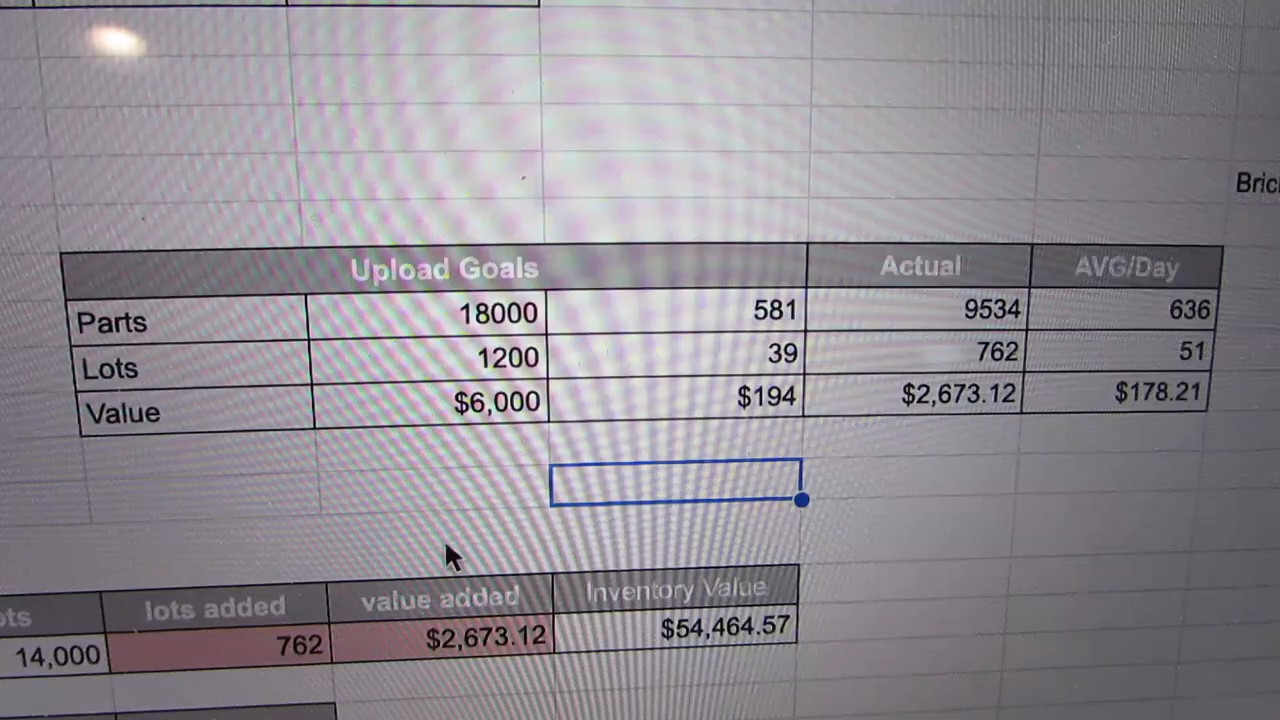 Upload Goals Actual AVG/Day
Parts 18000 581 9534 636
Lots 1200 39 762 51
Value $6,000 $194 $2,673.12 $178.21
lots added value added Inventory Value
14,000 762 $2,673.12 $54,464.57